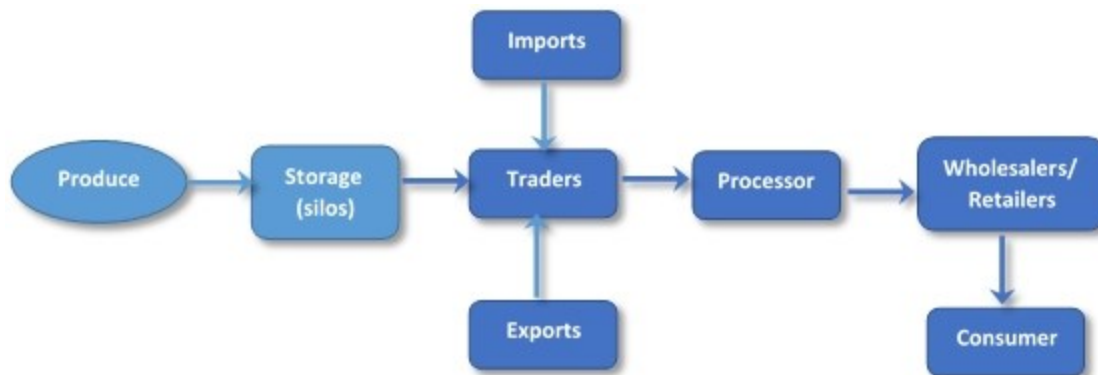 Imports
Produce
Storage
(silos)
Traders
Processor
Wholesalers/
Retailers
Exports
Consumer